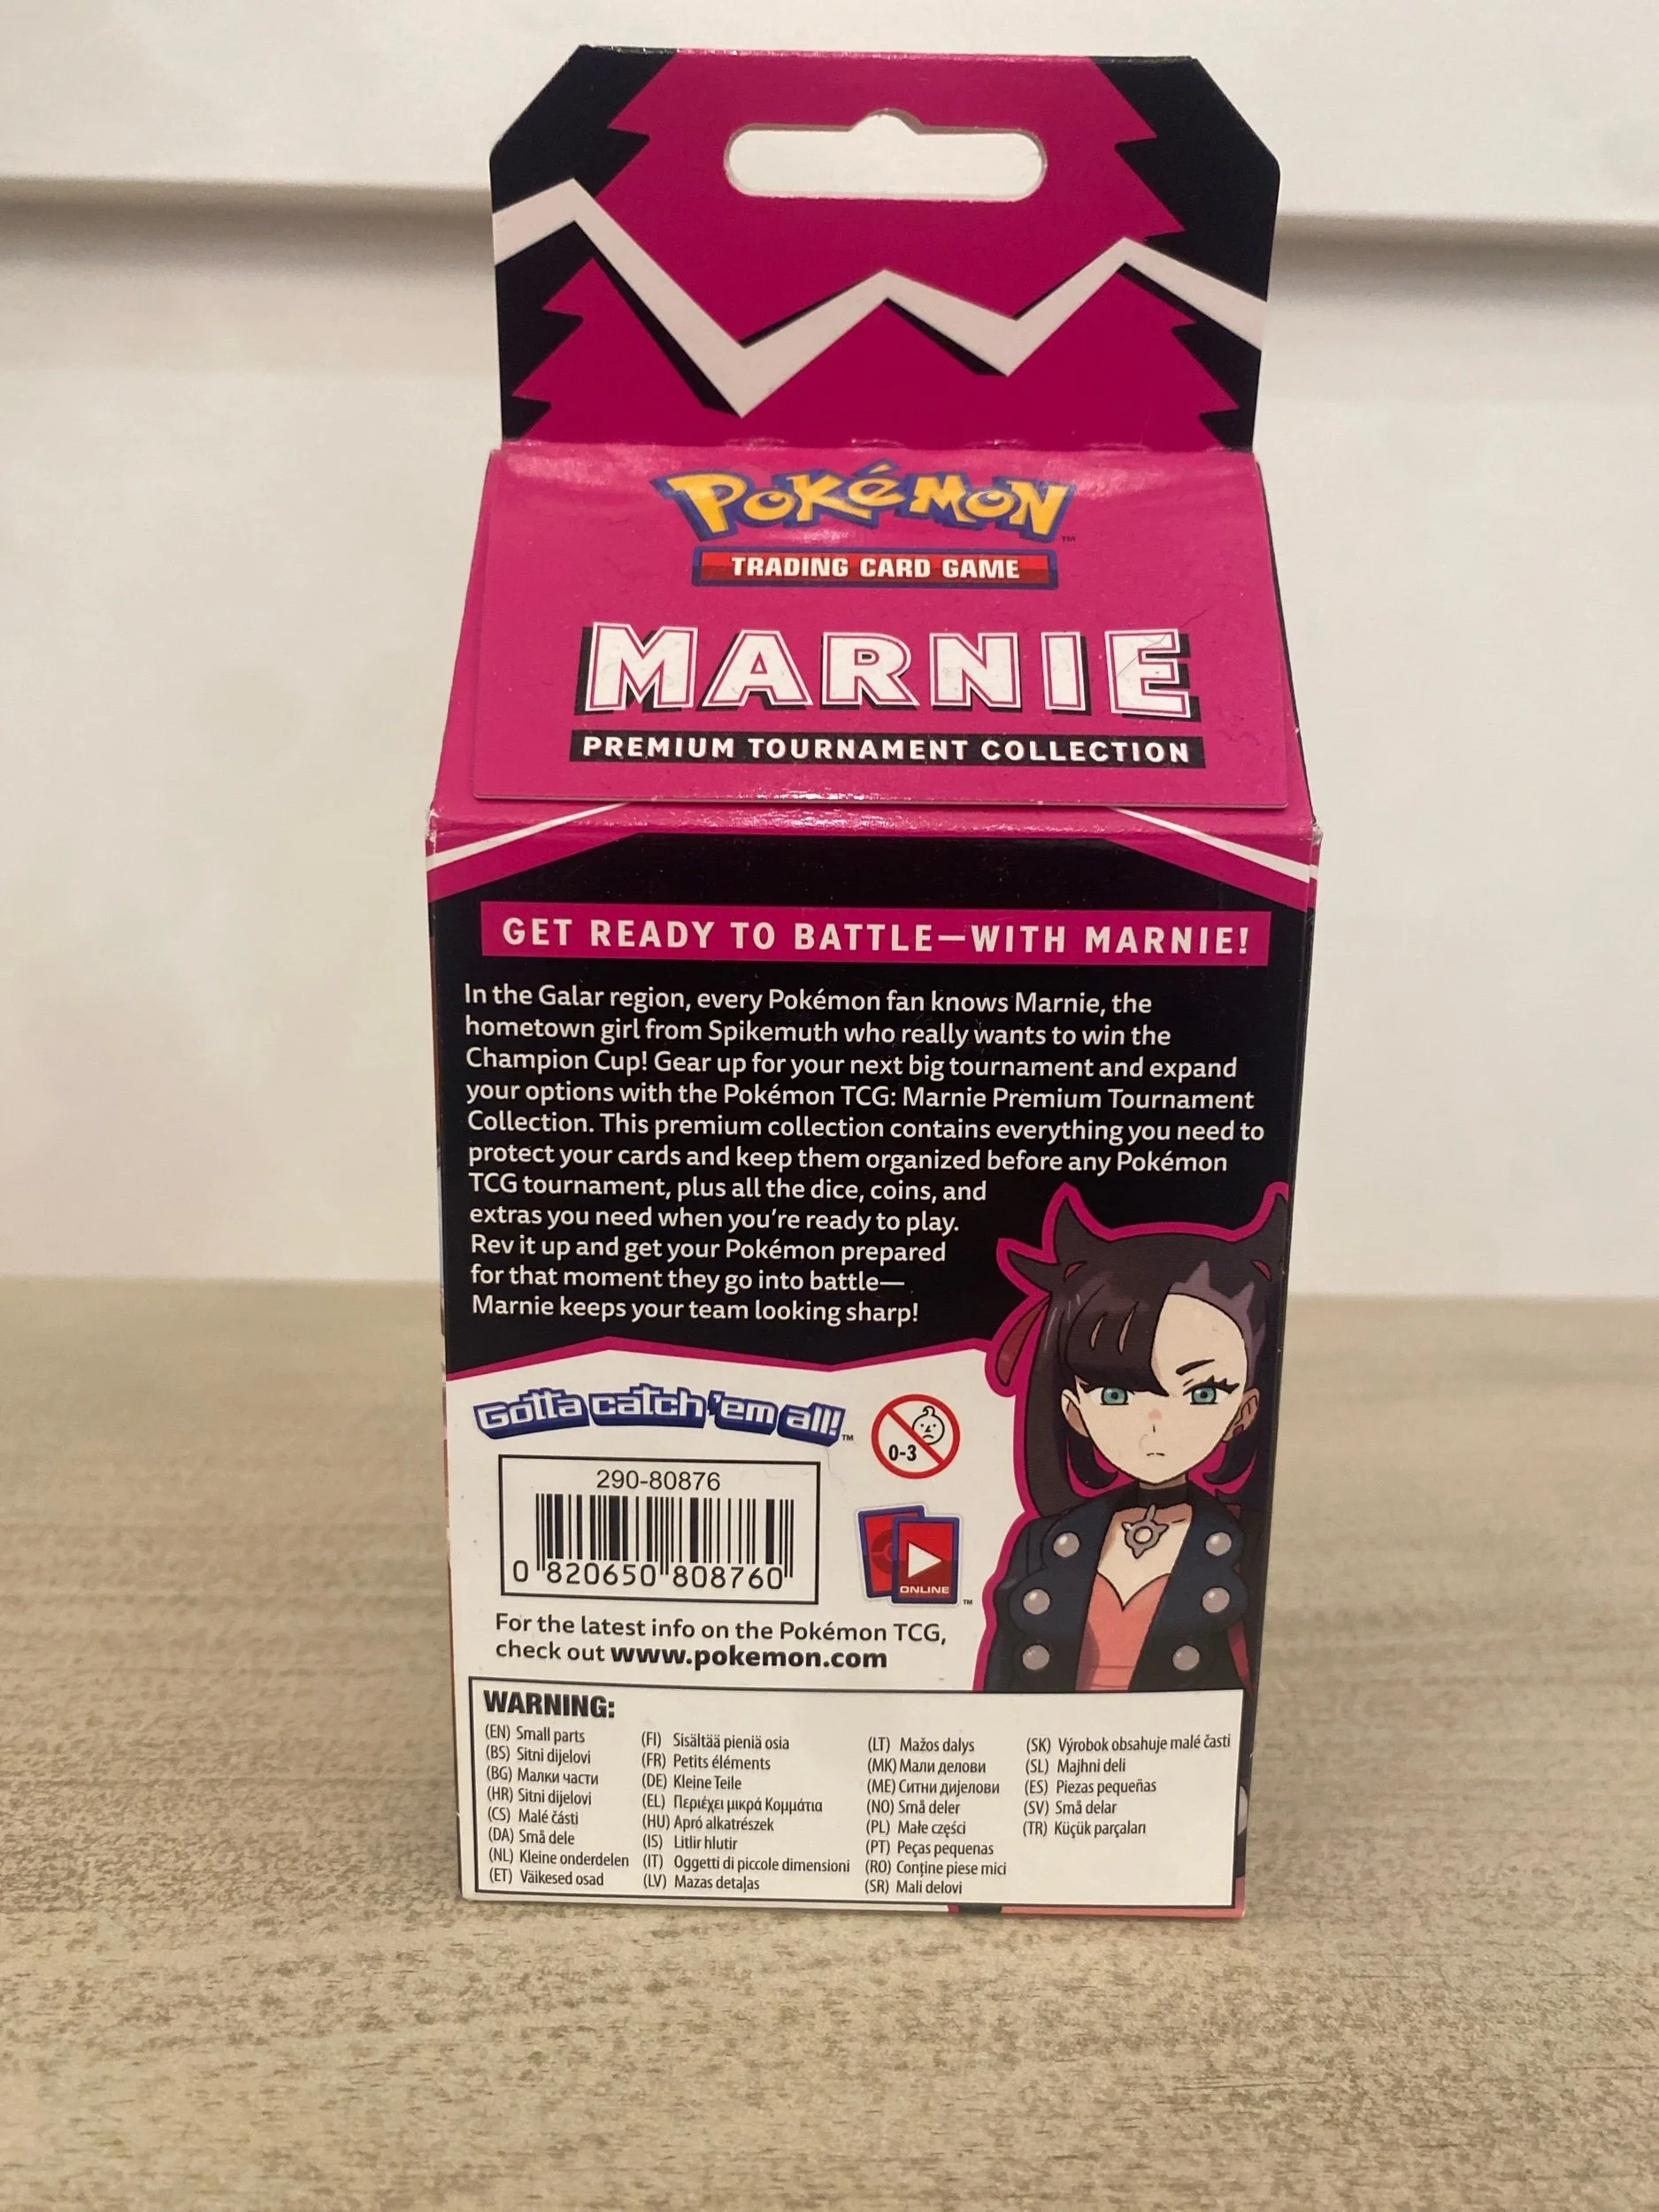 POKéMON™
TRADING CARD GAME
MARNIE
PREMIUM TOURNAMENT COLLECTION
GET READY TO BATTLE—WITH MARNIE!
In the Galar region, every Pokémon fan knows Marnie, the
hometown girl from Spikemuth who really wants to win the
Champion Cup! Gear up for your next big tournament and expand
your options with the Pokémon TCG: Marnie Premium Tournament
Collection. This premium collection contains everything you need to
protect your cards and keep them organized before any Pokémon
TCG tournament, plus all the dice, coins, and
extras you need when you're ready to play.
Rev it up and get your Pokémon prepared
for that moment they go into battle—
Marnie keeps your team looking sharp!
Gotta catch 'em all!™
0-3
290-80876
0 820650 808760
ONLINE™
For the latest info on the Pokémon TCG,
check out www.pokemon.com
WARNING:
(EN) Small parts
(BS) Sitni dijelovi
(BG) Малки части
(HR) Sitni dijelovi
(CS) Malé části
(DA) Små dele
(NL) Kleine onderdelen
(ET) Väikesed osad
(FI) Sisältää pieniä osia
(FR) Petits éléments
(DE) Kleine Teile
(EL) Περιέχει μικρά Κομμάτια
(HU) Apró alkatrészek
(IS) Litlir hlutir
(IT) Oggetti di piccole dimensioni
(LV) Mazas detaļas
(LT) Mažos dalys
(MK) Мали делови
(ME) Ситни дијелови
(NO) Små deler
(PL) Małe części
(PT) Peças pequenas
(RO) Conține piese mici
(SR) Mali delovi
(SK) Výrobok obsahuje malé časti
(SL) Majhni deli
(ES) Piezas pequeñas
(SV) Små delar
(TR) Küçük parçaları